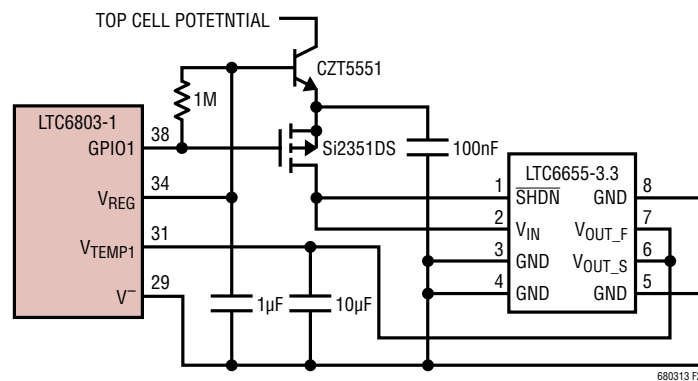 TOP CELL POTETNTIAL
CZT5551
1M
LTC6803-1
38
GPIO1
Si2351DS
100nF
LTC6655-3.3
34
VREG
1
SHDN
GND
8
2
VIN
VOUT_F
7
31
VTEMP1
3
GND
VOUT_S
6
4
GND
GND
5
29
V–
1µF
10µF
680313